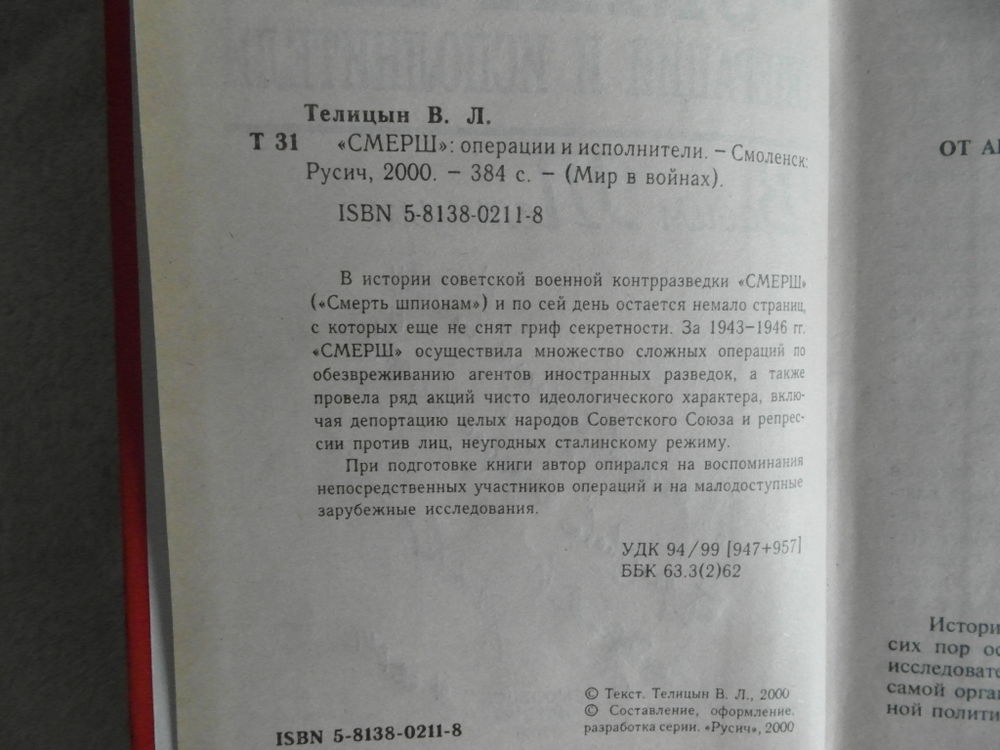 Телицын В. Л.
Т 31 «СМЕРШ»: операции и исполнители. – Смоленск:
Русич, 2000. – 384 с. – (Мир в войнах).
ISBN 5-8138-0211-8
В истории советской военной контрразведки «СМЕРШ»
(«Смерть шпионам») и по сей день остается немало страниц,
с которых еще не снят гриф секретности. За 1943–1946 гг.
«СМЕРШ» осуществила множество сложных операций по
обезвреживанию агентов иностранных разведок, а также
провела ряд акций чисто идеологического характера, вклю-
чая депортацию целых народов Советского Союза и репрес-
сии против лиц, неугодных сталинскому режиму.
При подготовке книги автор опирался на воспоминания
непосредственных участников операций и на малодоступные
зарубежные исследования.
УДК 94/99 [947+957]
ББК 63.3(2)62
© Текст. Телицын В. Л., 2000
© Составление, оформление,
разработка серии. «Русич», 2000
ISBN 5-8138-0211-8
ОТ АВ
Истори
сих пор ос
исследовате
самой орга
ной полити